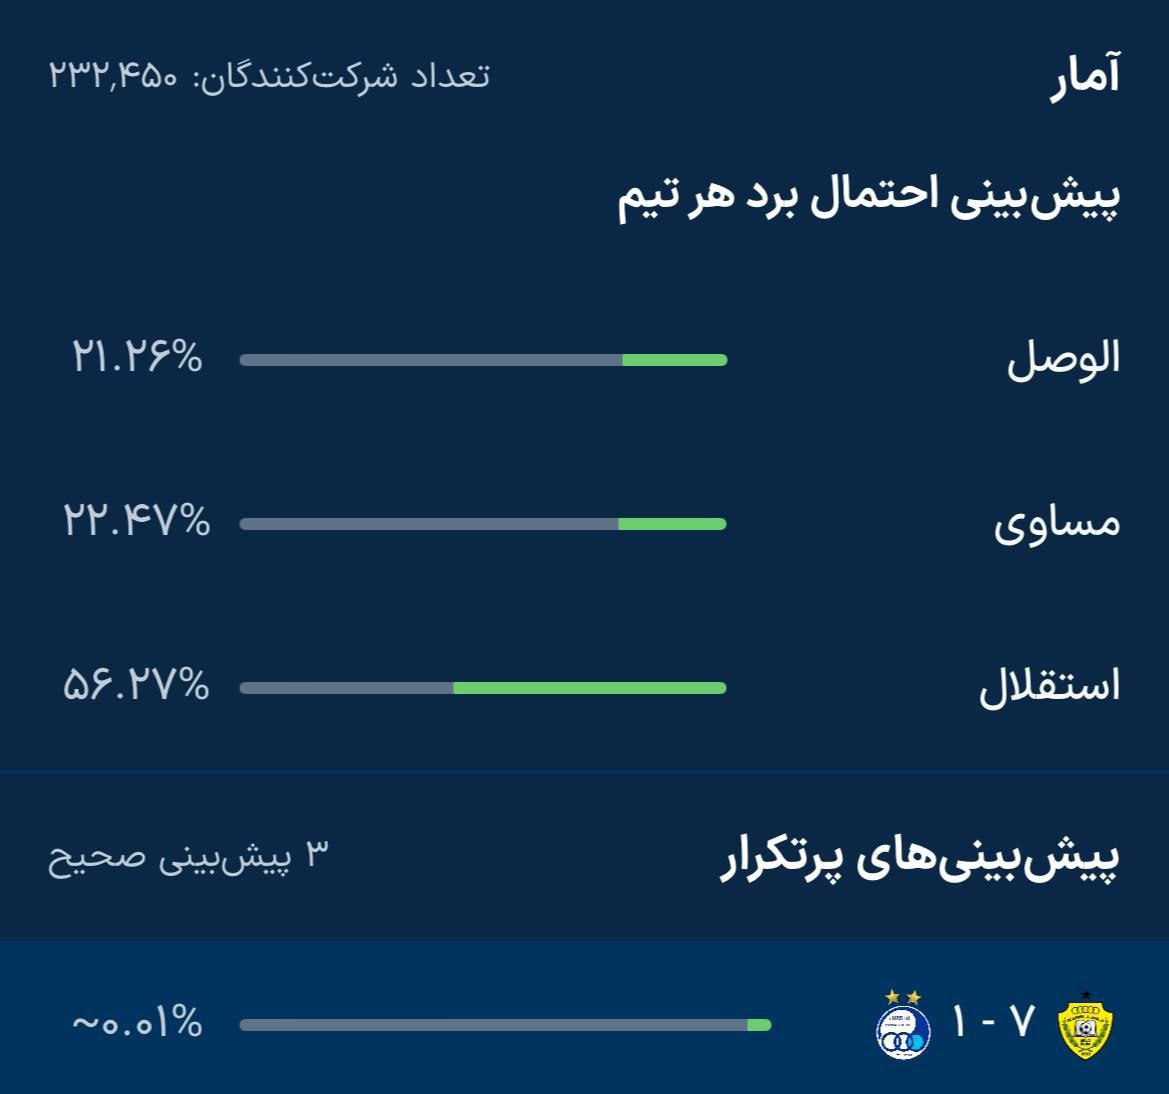 آمار
تعداد شرکت‌کنندگان: ۲۳۲,۴۵۰
پیش‌بینی احتمال برد هر تیم
الوصل ۲۱.۲۶%
مساوی ۲۲.۴۷%
استقلال ۵۶.۲۷%
پیش‌بینی‌های پرتکرار
۳ پیش‌بینی صحیح
۷ - ۱ ~۰.۰۱%